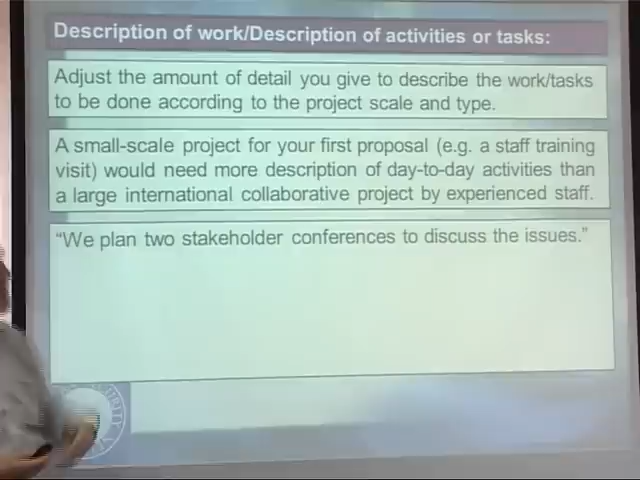 Description of work/Description of activities or tasks:
Adjust the amount of detail you give to describe the work/tasks
to be done according to the project scale and type.
A small-scale project for your first proposal (e.g. a staff training
visit) would need more description of day-to-day activities than
a large international collaborative project by experienced staff.
“We plan two stakeholder conferences to discuss the issues.”